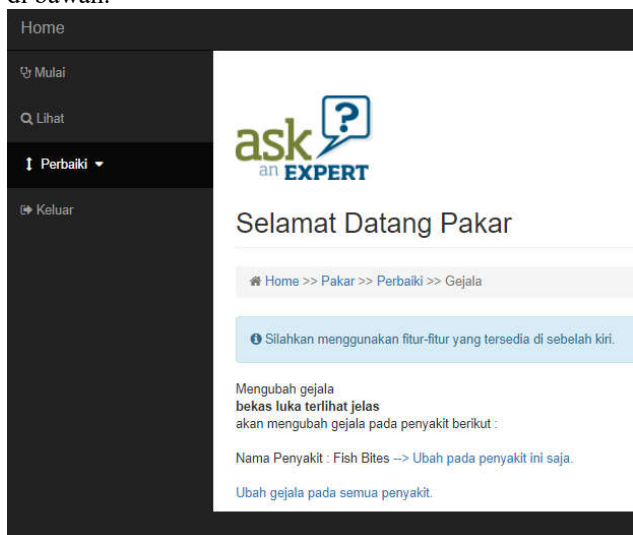 di bawah.
Home
Mulai
Lihat
Perbaiki
Keluar
ask
?
an EXPERT
Selamat Datang Pakar
Home >> Pakar >> Perbaiki >> Gejala
Silahkan menggunakan fitur-fitur yang tersedia di sebelah kiri.
Mengubah gejala
bekas luka terlihat jelas
akan mengubah gejala pada penyakit berikut :
Nama Penyakit : Fish Bites --> Ubah pada penyakit ini saja.
Ubah gejala pada semua penyakit.